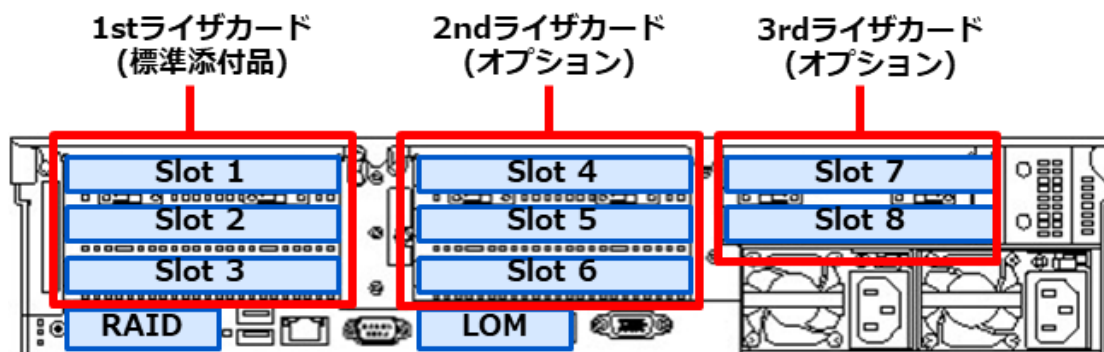 1stライザカード
(標準添付品)
2ndライザカード
(オプション)
3rdライザカード
(オプション)
Slot 1
Slot 4
Slot 7
Slot 2
Slot 5
Slot 8
Slot 3
Slot 6
RAID
LOM